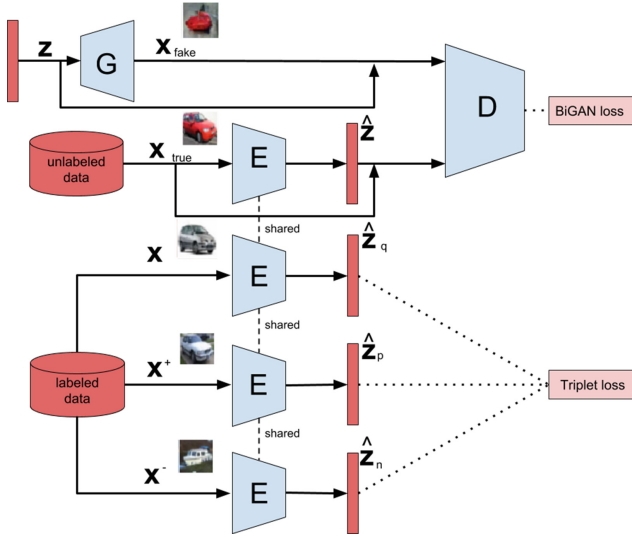 z
G
x fake
D
BiGAN loss
unlabeled
data
x true
E
ẑ
shared
x
E
ẑ q
shared
labeled
data
x+
E
ẑ p
Triplet loss
shared
x-
E
ẑ n